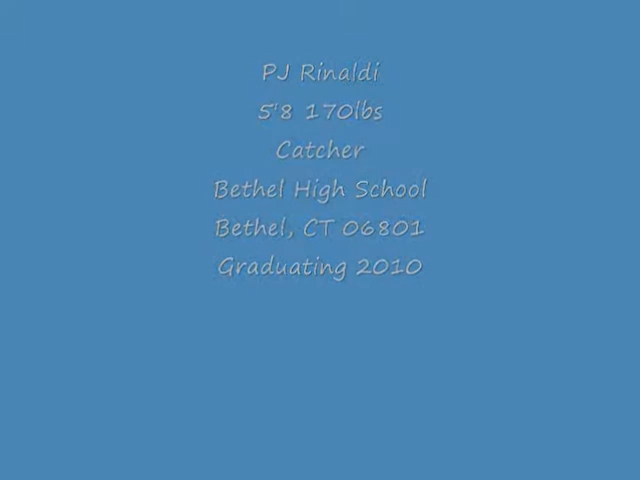 PJ Rinaldi
5'8 170lbs
Catcher
Bethel High School
Bethel, CT 06801
Graduating 2010